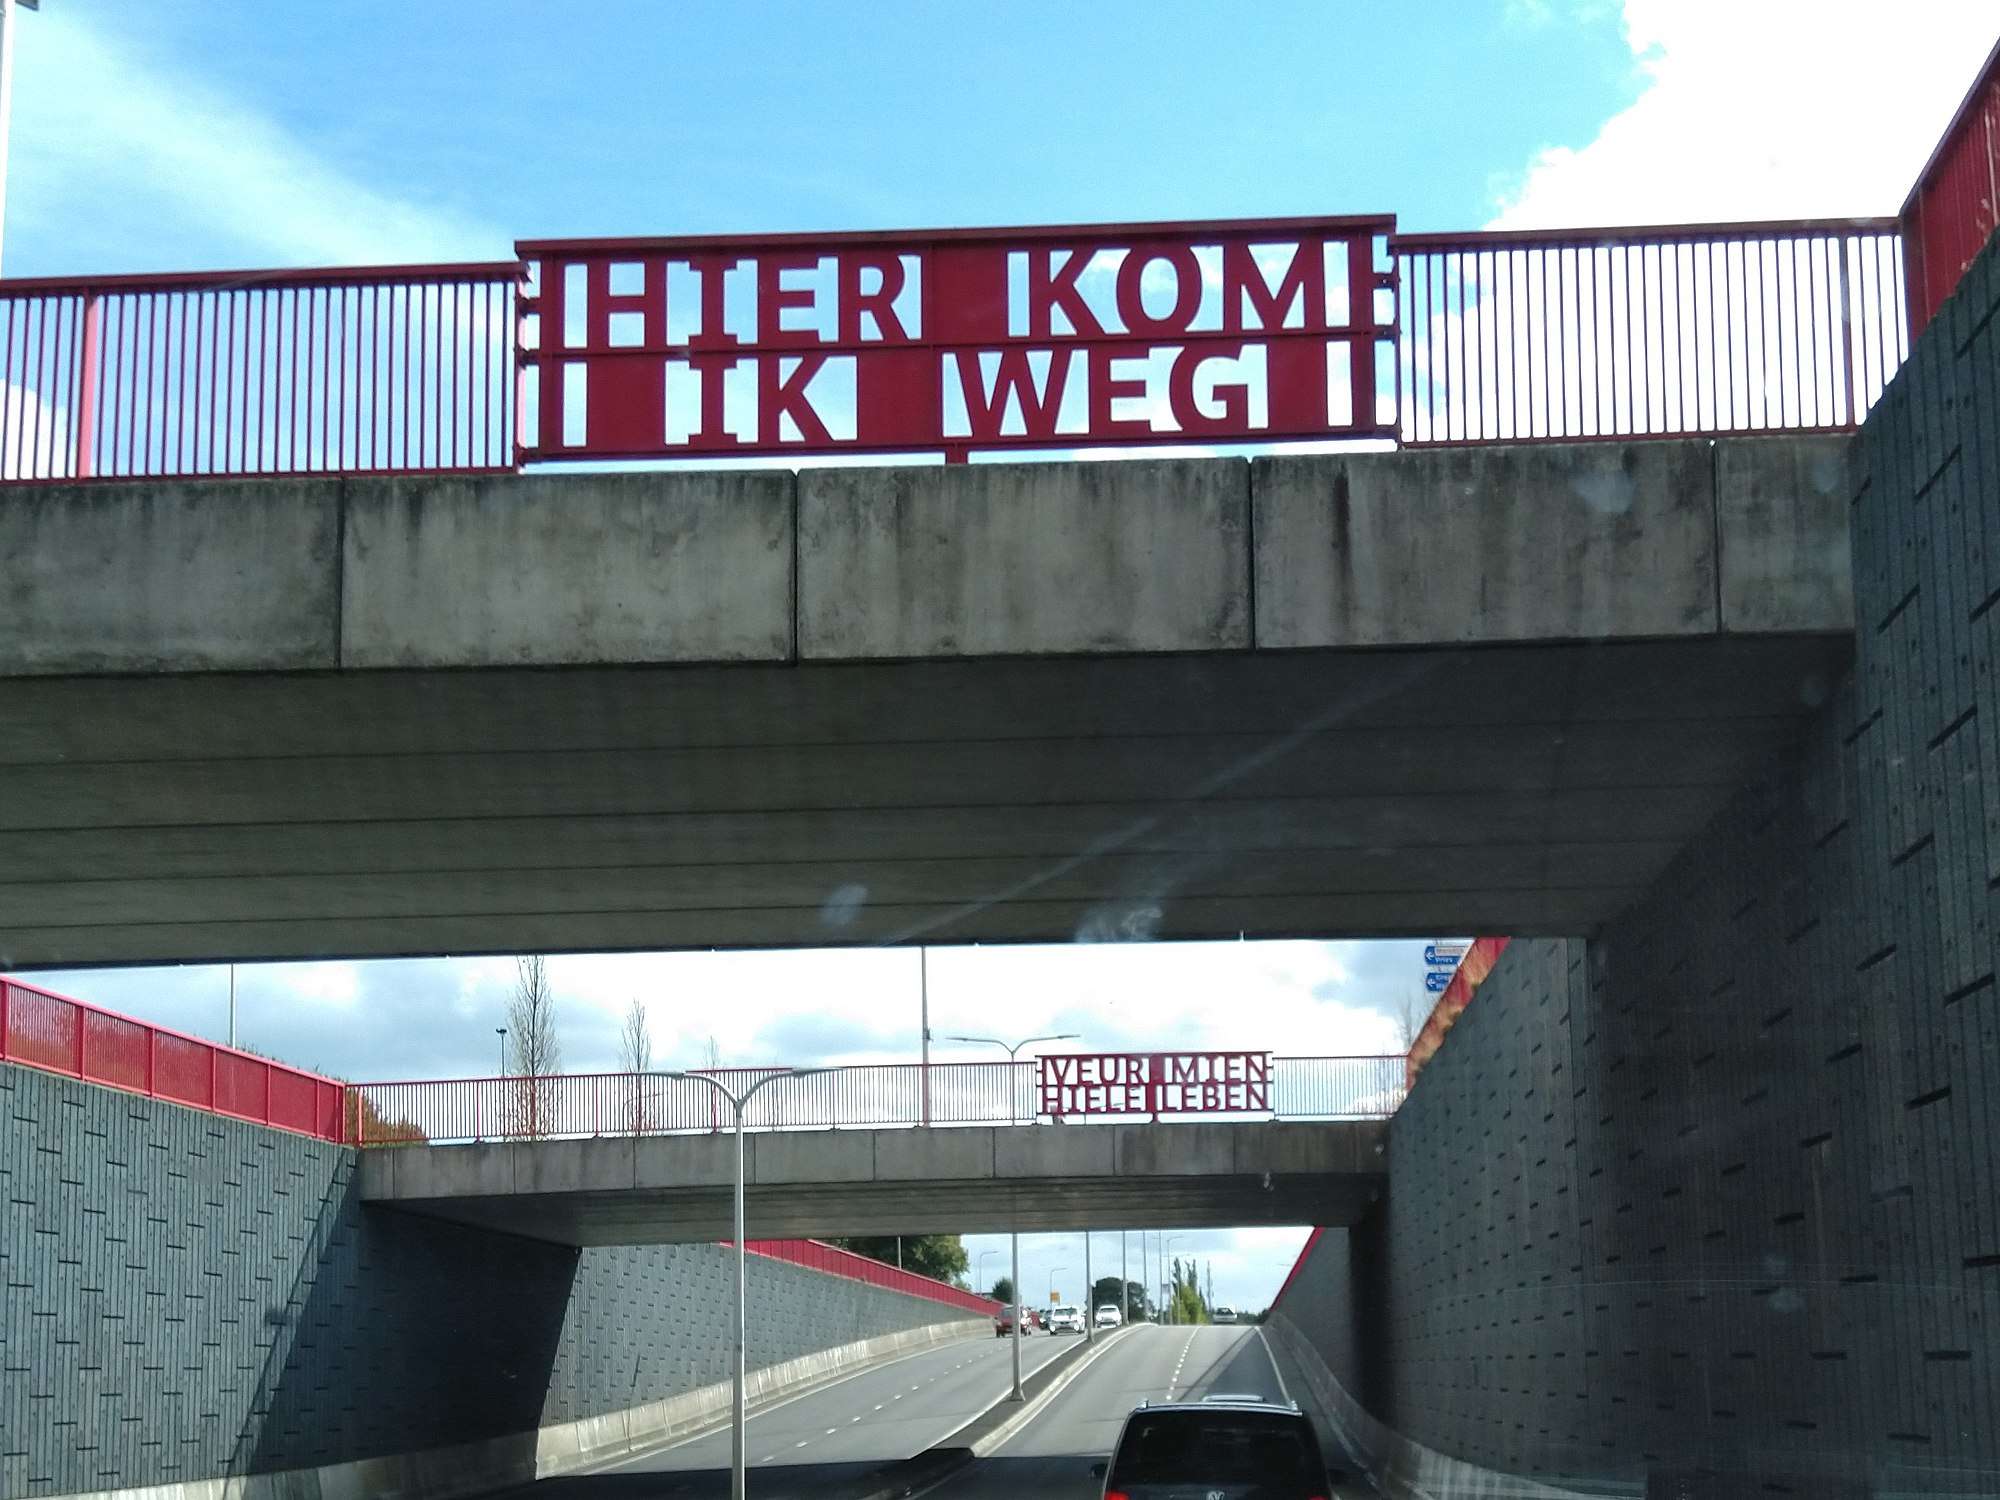 HIER KOM
IK WEG
VEUR MIEN
HIELE LEBEN